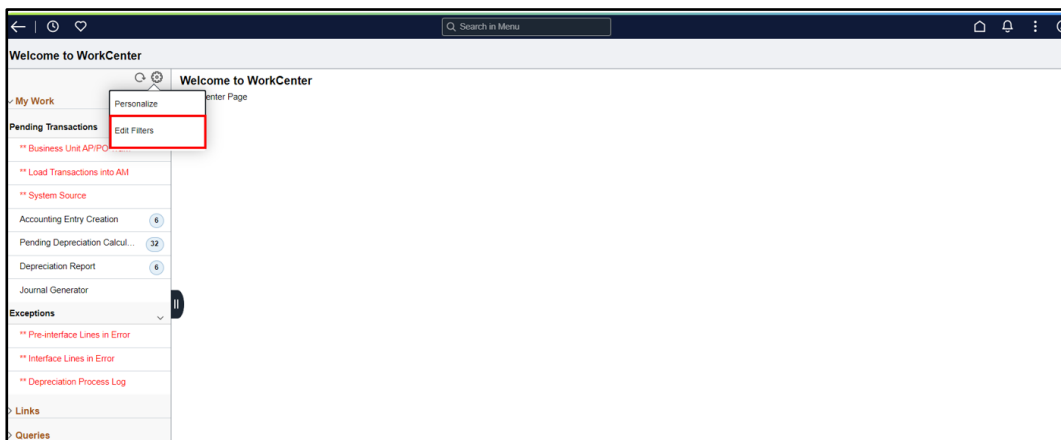 Search in Menu
Welcome to WorkCenter
My Work
Personalize
Edit Filters
Pending Transactions
** Business Unit AP/PO
** Load Transactions into AM
** System Source
Accounting Entry Creation 6
Pending Depreciation Calcul... 32
Depreciation Report 6
Journal Generator
Exceptions
** Pre-interface Lines in Error
** Interface Lines in Error
** Depreciation Process Log
Links
Queries
Welcome to WorkCenter
enter Page